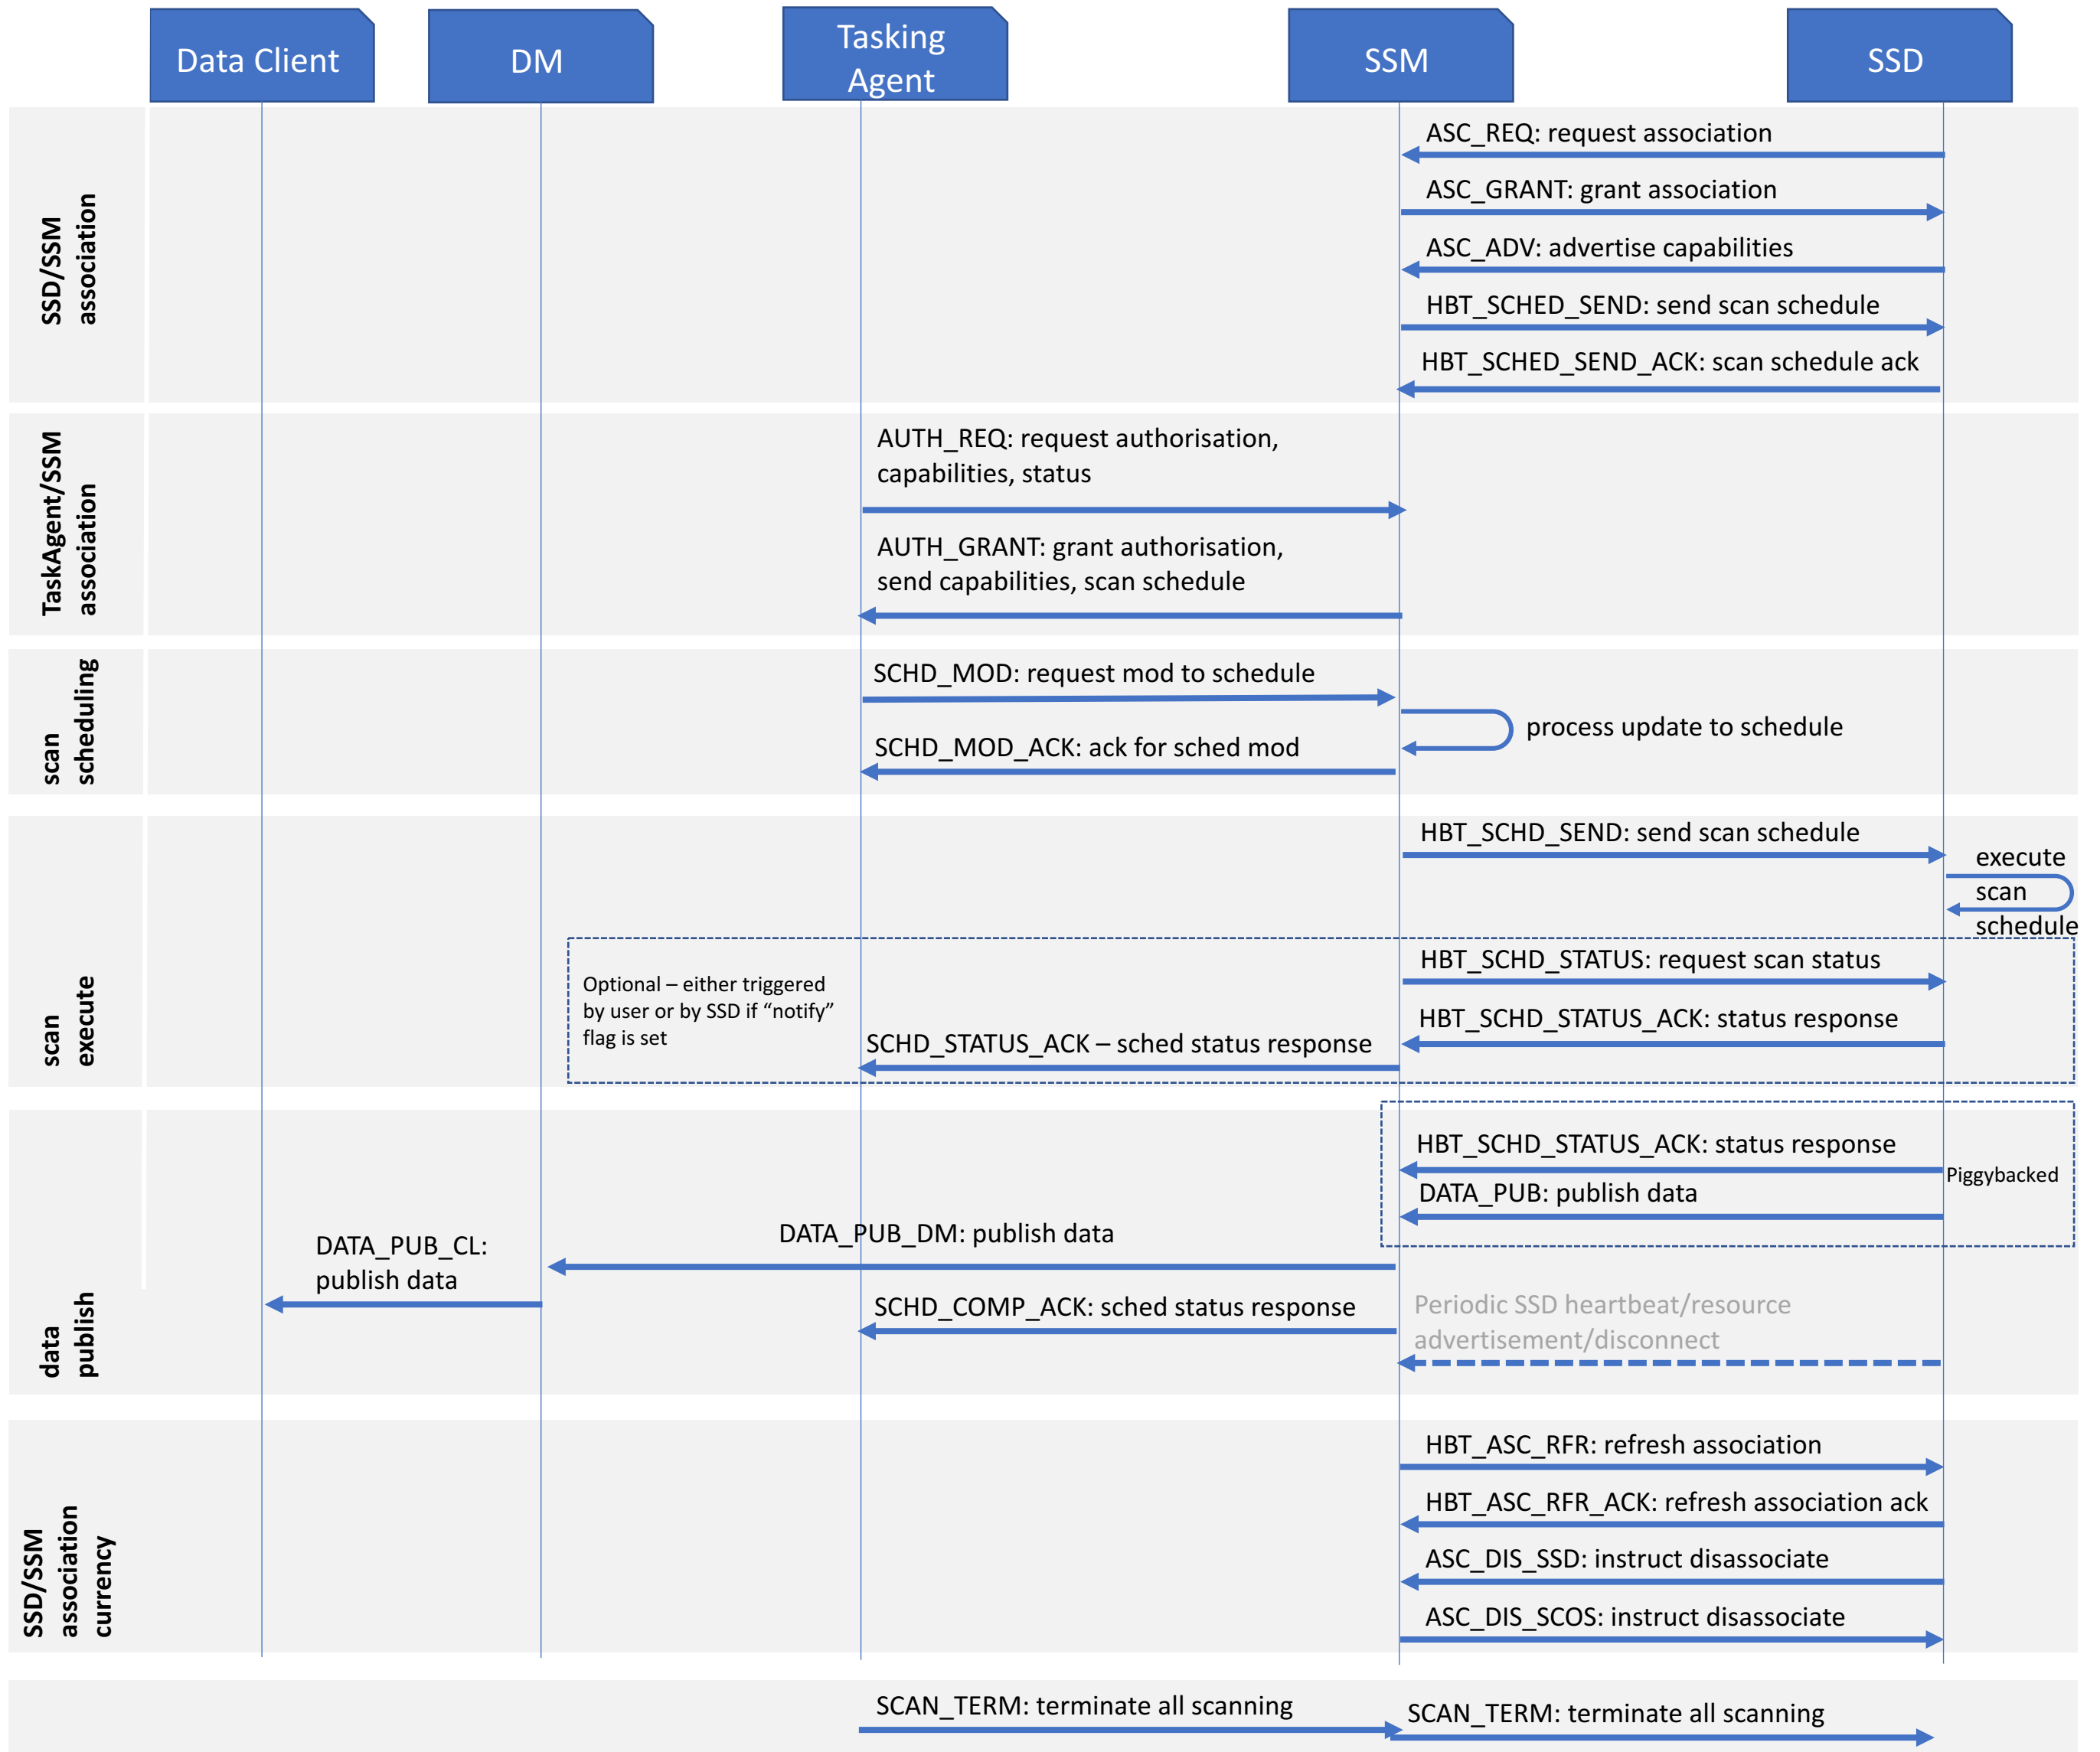 Data Client
DM
Tasking
Agent
SSM
SSD
SSD/SSM
association
ASC_REQ: request association
ASC_GRANT: grant association
ASC_ADV: advertise capabilities
HBT_SCHED_SEND: send scan schedule
HBT_SCHED_SEND_ACK: scan schedule ack
TaskAgent/SSM
association
AUTH_REQ: request authorisation,
capabilities, status
AUTH_GRANT: grant authorisation,
send capabilities, scan schedule
scan
scheduling
SCHD_MOD: request mod to schedule
process update to schedule
SCHD_MOD_ACK: ack for sched mod
scan
execute
HBT_SCHD_SEND: send scan schedule
execute
scan
schedule
Optional – either triggered
by user or by SSD if “notify”
flag is set
HBT_SCHD_STATUS: request scan status
HBT_SCHD_STATUS_ACK: status response
SCHD_STATUS_ACK – sched status response
data
publish
HBT_SCHD_STATUS_ACK: status response
Piggybacked
DATA_PUB: publish data
DATA_PUB_DM: publish data
DATA_PUB_CL:
publish data
SCHD_COMP_ACK: sched status response
Periodic SSD heartbeat/resource
advertisement/disconnect
SSD/SSM
association
currency
HBT_ASC_RFR: refresh association
HBT_ASC_RFR_ACK: refresh association ack
ASC_DIS_SSD: instruct disassociate
ASC_DIS_SCOS: instruct disassociate
SCAN_TERM: terminate all scanning
SCAN_TERM: terminate all scanning